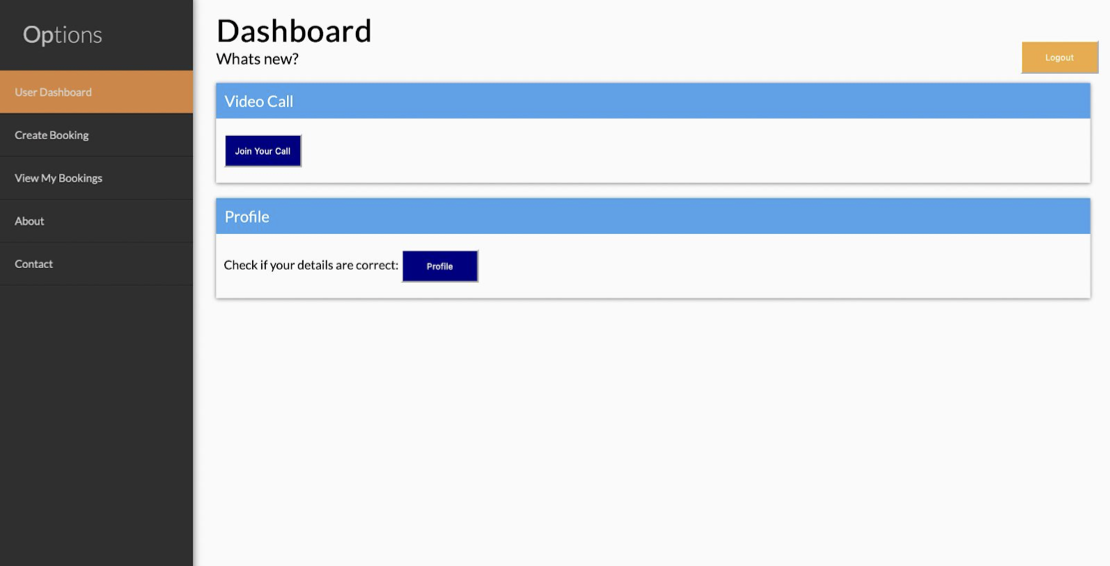 Options
User Dashboard
Create Booking
View My Bookings
About
Contact
Dashboard
Whats new?
Logout
Video Call
Join Your Call
Profile
Check if your details are correct: Profile